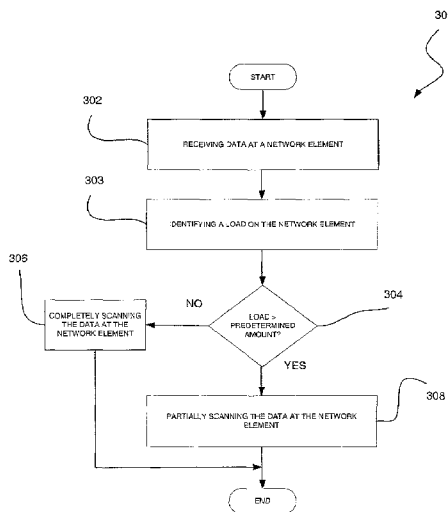 30
START
302
RECEIVING DATA AT A NETWORK ELEMENT
303
IDENTIFYING A LOAD ON THE NETWORK ELEMENT
306
NO
304
COMPLETELY SCANNING
THE DATA AT THE
NETWORK ELEMENT
LOAD >
PREDETERMINED
AMOUNT?
YES
PARTIALLY SCANNING THE DATA AT THE NETWORK
ELEMENT
308
END